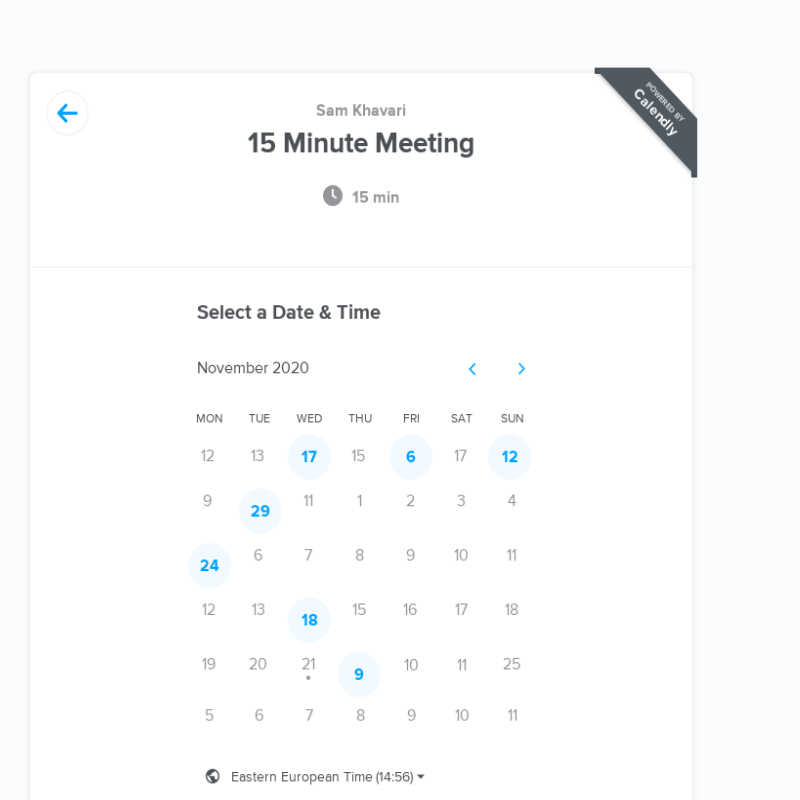 POWERED BY
Calendly
Sam Khavari
15 Minute Meeting
15 min
Select a Date & Time
November 2020
MON TUE WED THU FRI SAT SUN
12 13 17 15 6 17 12
9 29 11 1 2 3 4
24 6 7 8 9 10 11
12 13 18 15 16 17 18
19 20 21 9 10 11 25
5 6 7 8 9 10 11
Eastern European Time (14:56)